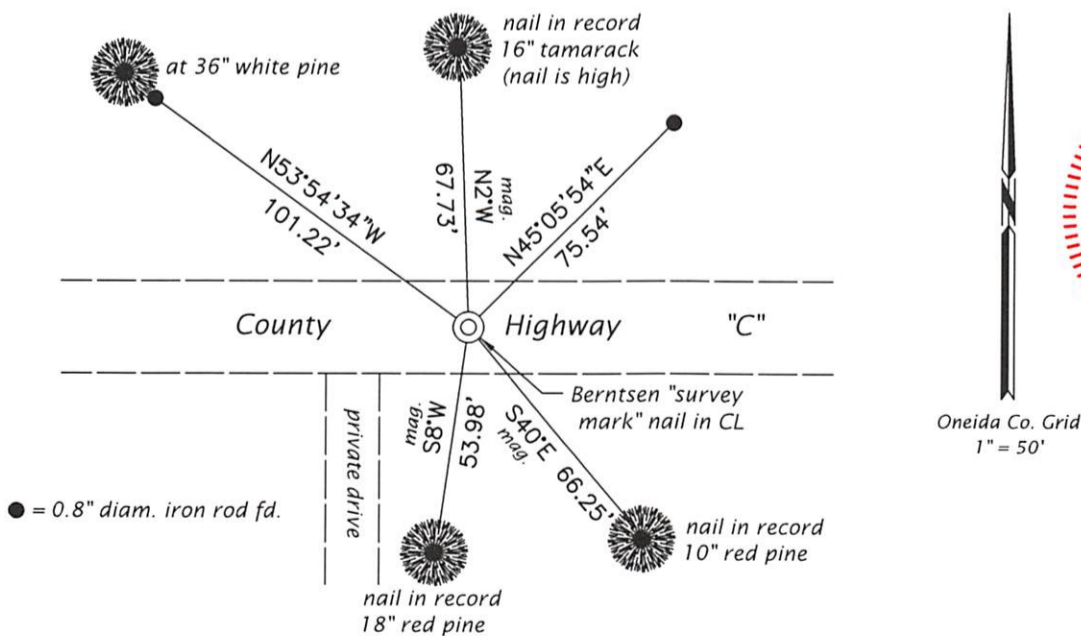 nail in record
16" tamarack
(nail is high)
at 36" white pine
N53°54'34"W
101.22'
N2°W
mag.
67.73'
N45°05'54"E
75.54'
County Highway "C"
Berntsen "survey
mark" nail in CL
private drive
S8°W
mag.
53.98'
S40°E
mag.
66.25'
● = 0.8" diam. iron rod fd.
nail in record
18" red pine
nail in record
10" red pine
N
Oneida Co. Grid
1" = 50'